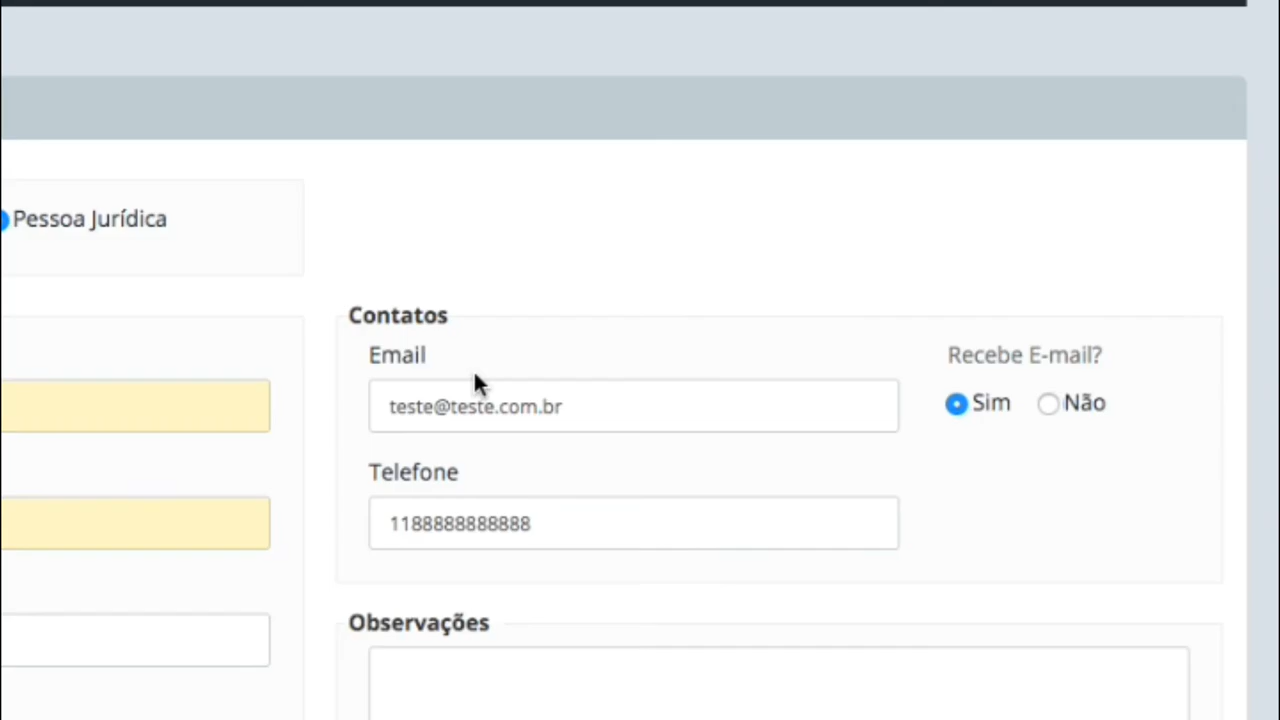 Pessoa Jurídica
Contatos
Email
Recebe E-mail?
teste@teste.com.br
Sim
Não
Telefone
1188888888888
Observações